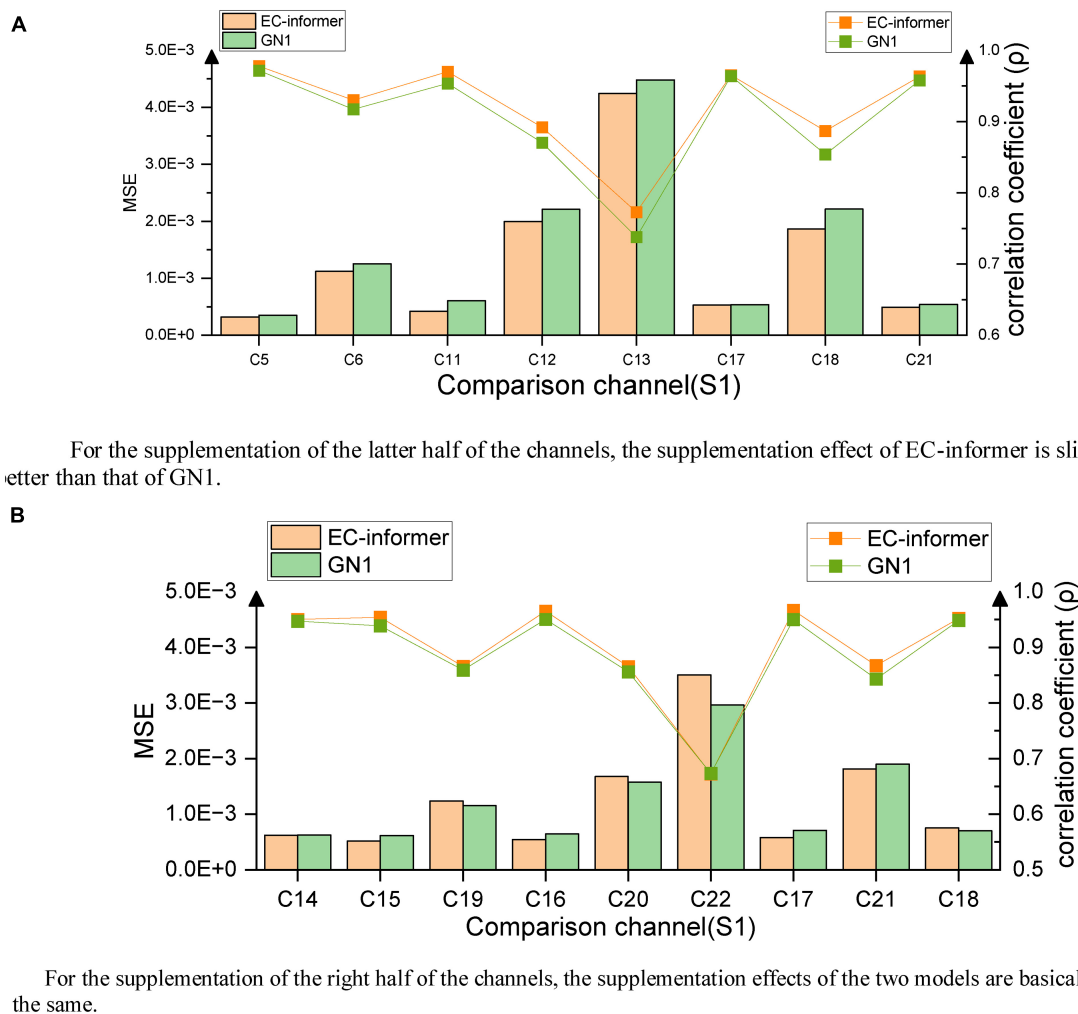 A
EC-informer
GN1
EC-informer
GN1
5.0E−3
4.0E−3
3.0E−3
2.0E−3
1.0E−3
0.0E+0
MSE
1.0
0.9
0.8
0.7
0.6
correlation coefficient (ρ)
C5 C6 C11 C12 C13 C17 C18 C21
Comparison channel(S1)
For the supplementation of the latter half of the channels, the supplementation effect of EC-informer is
than that of GN1.
B
EC-informer
GN1
EC-informer
GN1
5.0E−3
4.0E−3
3.0E−3
2.0E−3
1.0E−3
0.0E+0
MSE
1.0
0.9
0.8
0.7
0.6
0.5
correlation coefficient (ρ)
C14 C15 C19 C16 C20 C22 C17 C21 C18
Comparison channel(S1)
For the supplementation of the right half of the channels, the supplementation effects of the two models are
the same.